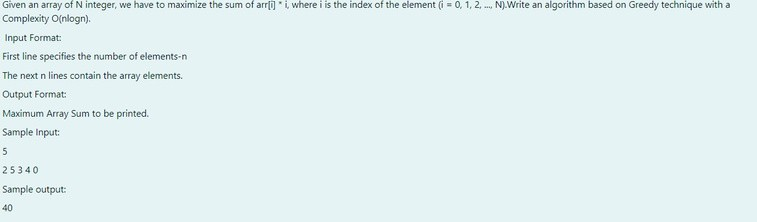 Given an array of N integer, we have to maximize the sum of arr[i] * i, where i is the index of the element (i = 0, 1, 2, ..., N).Write an algorithm based on Greedy technique with a
Complexity O(nlogn).
Input Format:
First line specifies the number of elements-n
The next n lines contain the array elements.
Output Format:
Maximum Array Sum to be printed.
Sample Input:
5
2 5 3 4 0
Sample output:
40